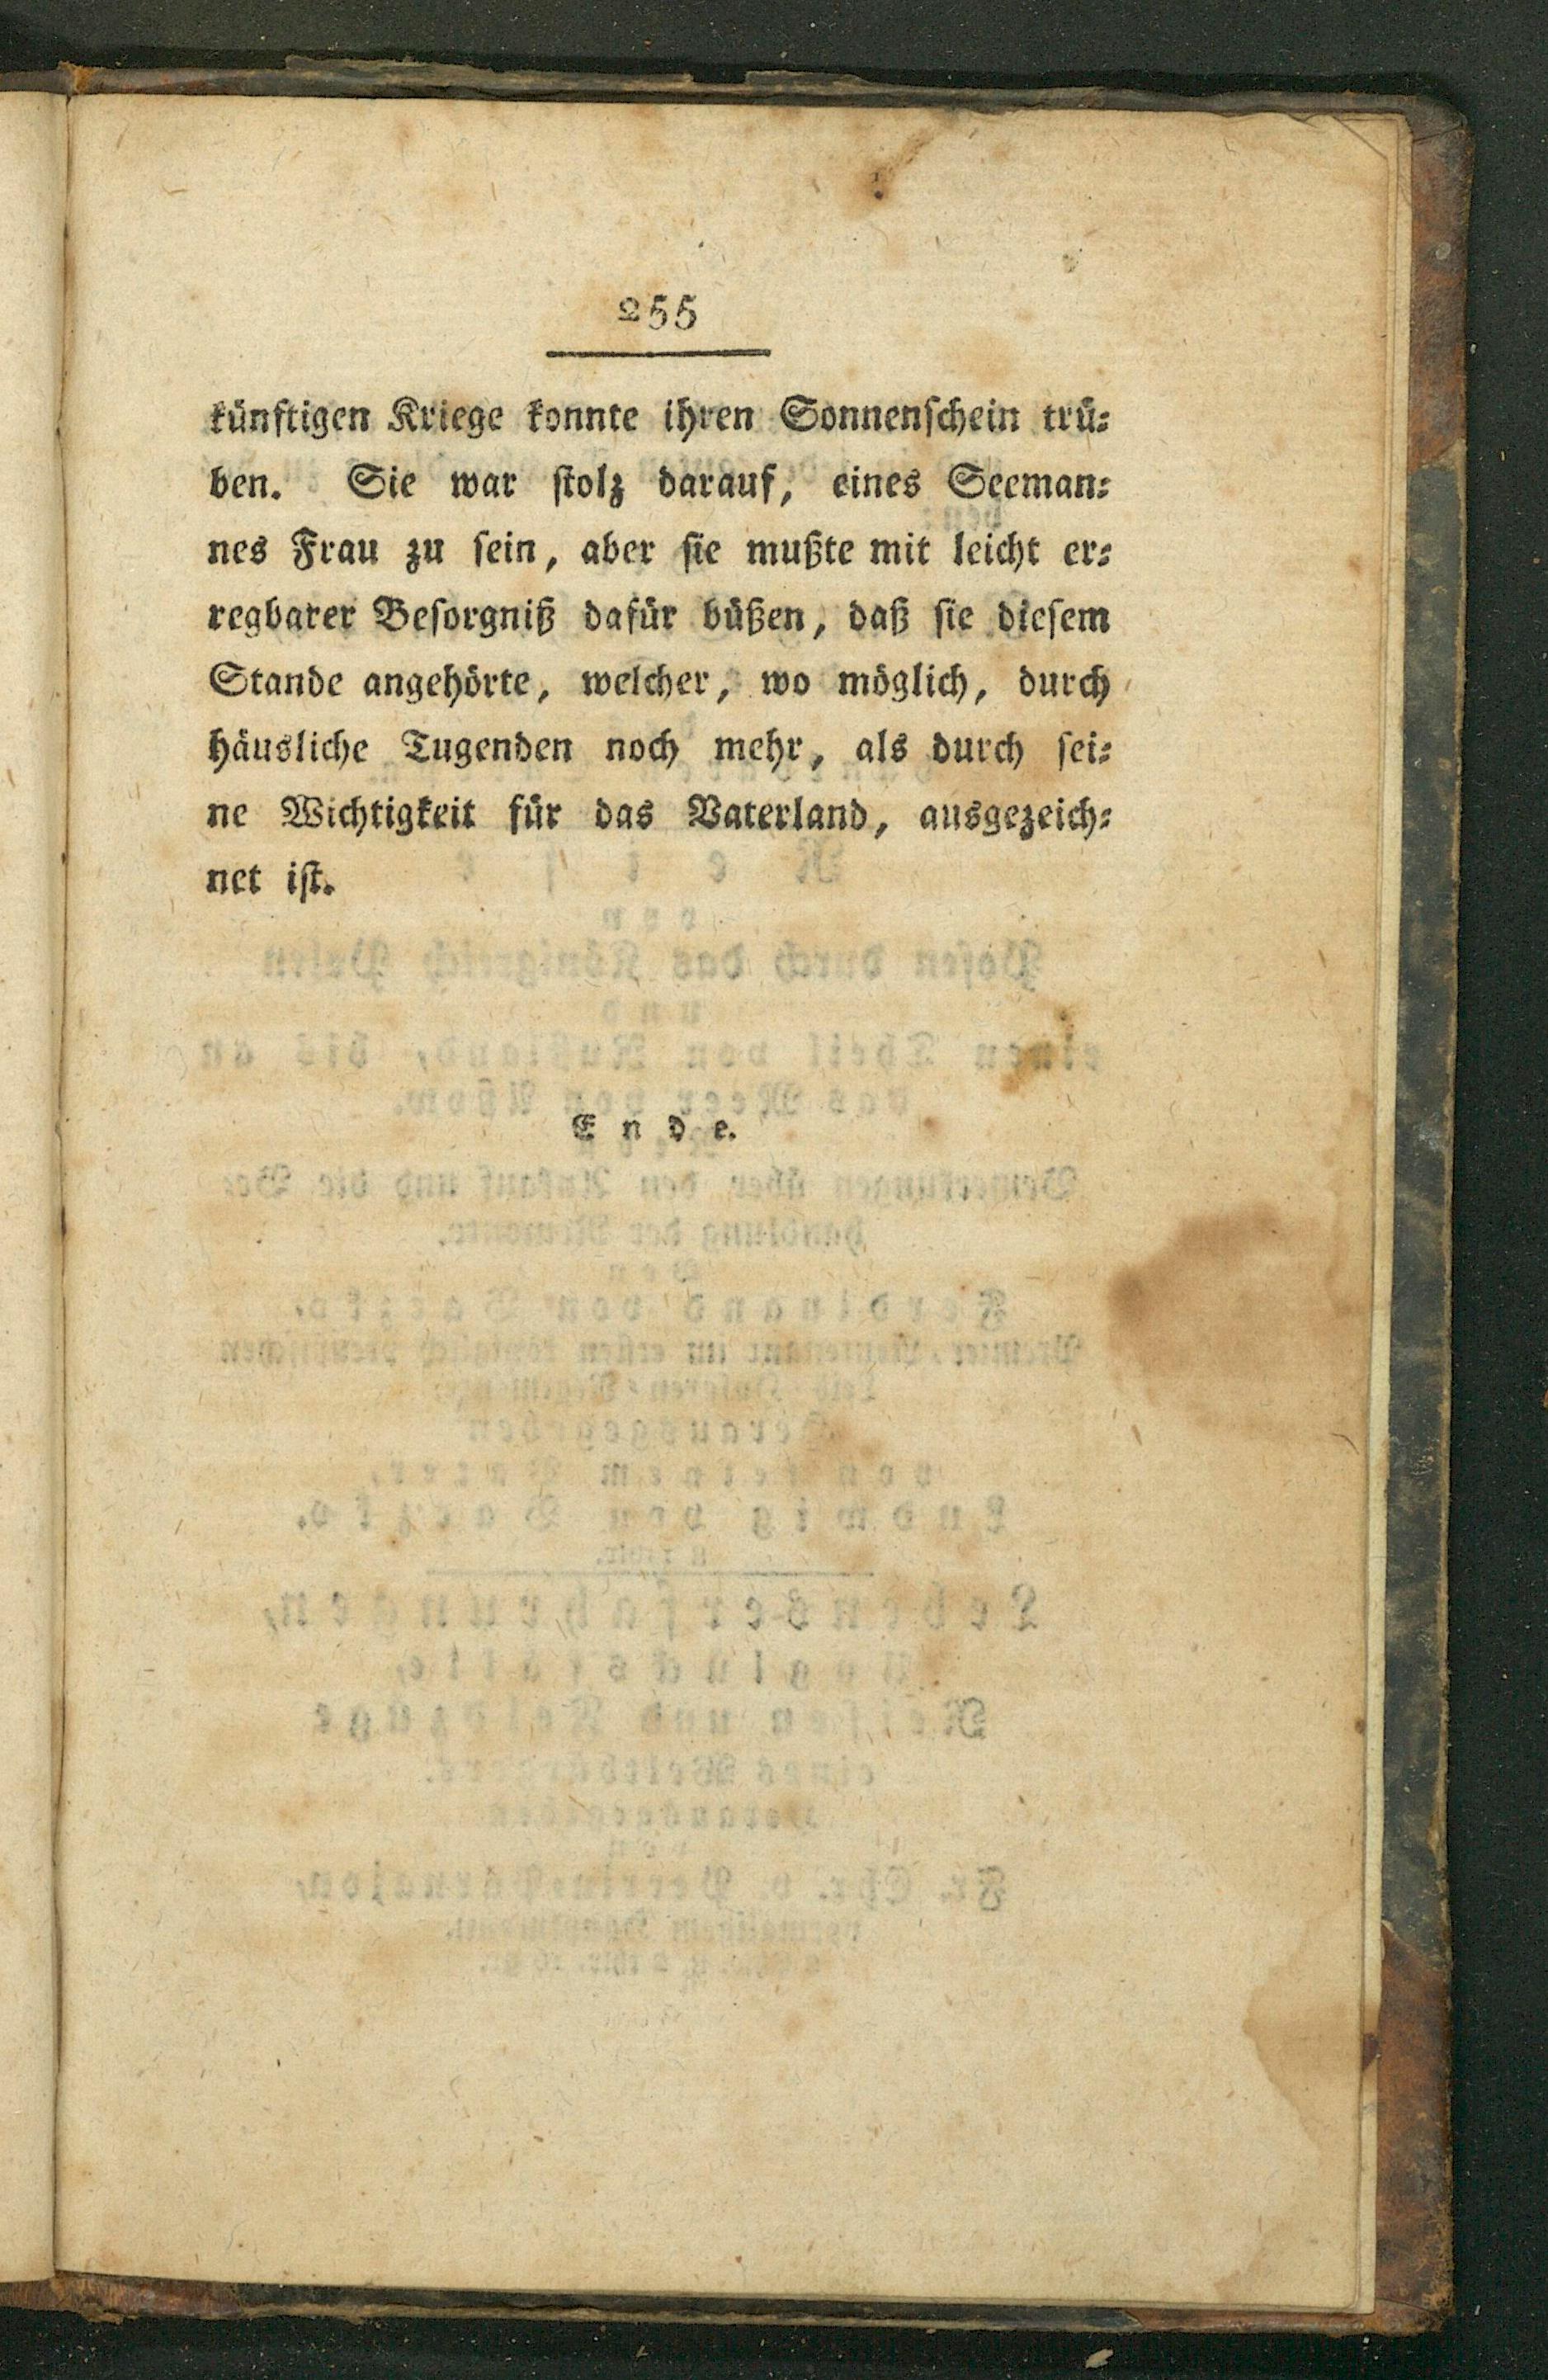 255
künftigen Kriege konnte ihren Sonnenschein trü⸗
ben. Sie war stolz darauf, eines Seeman⸗
nes Frau zu sein, aber sie mußte mit leicht er⸗
regbarer Besorgniß dafür büßen, daß sie diesem
Stande angehörte, welcher, wo möglich, durch
häusliche Tugenden noch mehr, als durch sei⸗
ne Wichtigkeit für das Vaterland, ausgezeich⸗
net ist.
Ende.